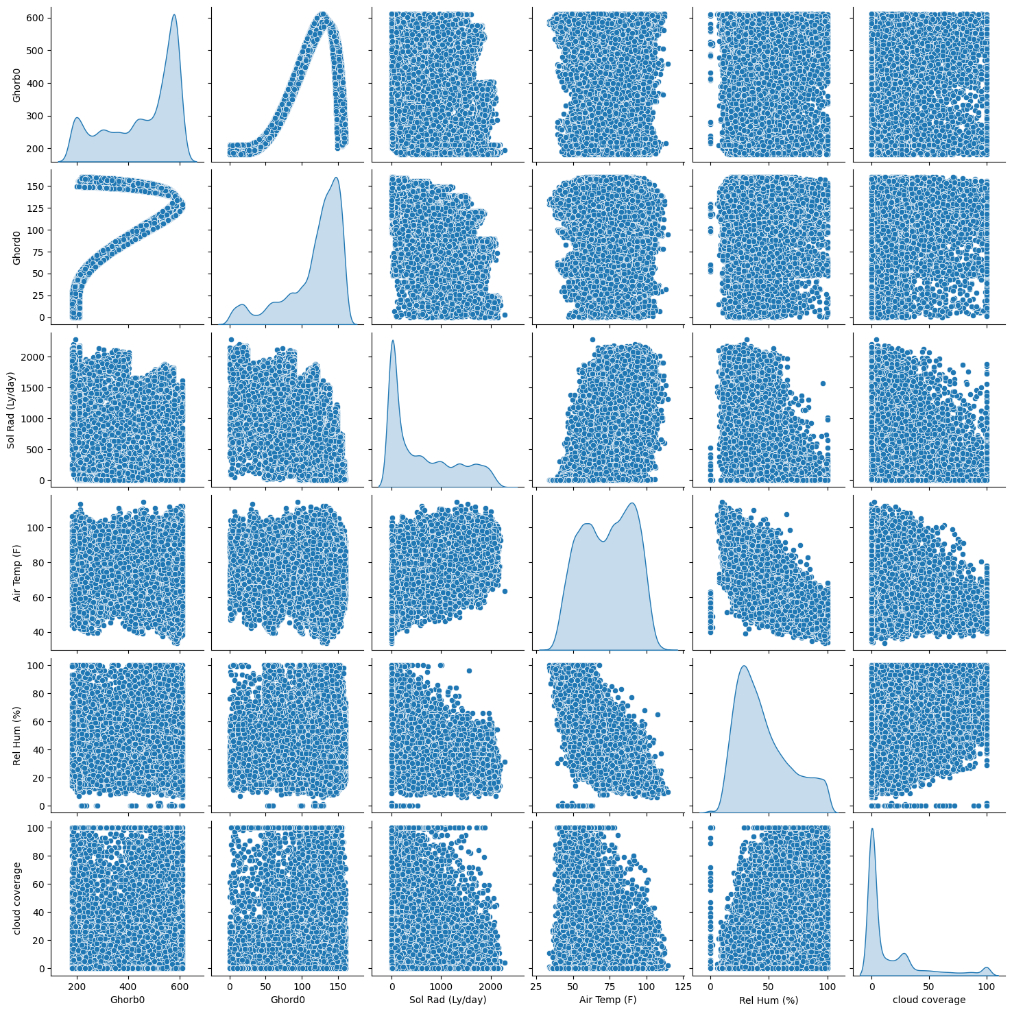 600
500
400
300
200
Ghorb0
150
125
100
75
50
25
0
Ghord0
2000
1500
1000
500
0
Sol Rad (Ly/day)
100
80
60
40
Air Temp (F)
100
80
60
40
20
0
Rel Hum (%)
100
80
60
40
20
0
cloud coverage
200 400 600
Ghorb0
0 50 100 150
Ghord0
0 1000 2000
Sol Rad (Ly/day)
25 50 75 100 125
Air Temp (F)
0 50 100
Rel Hum (%)
0 50 100
cloud coverage